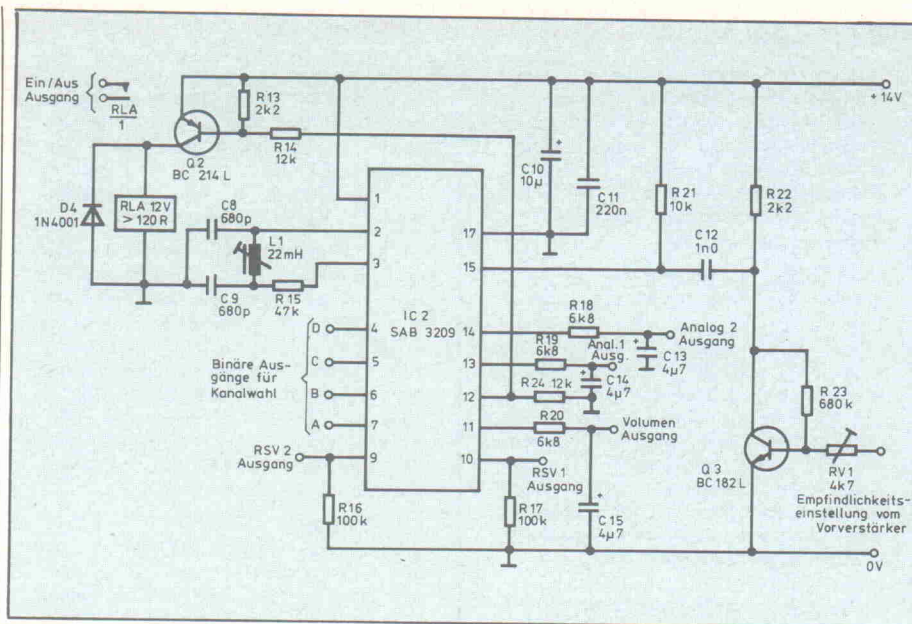 Ein/Aus
Ausgang
RLA
1
R13
2k2
R14
12k
Q2
BC 214 L
D4
1N4001
RLA 12V
> 120 R
C8
680p
L1
22mH
C9
680p
R15
47k
D
C
B
A
Binäre Aus-
gänge für
Kanalwahl
RSV 2
Ausgang
R16
100k
1
2
3
4
5
6
7
9
IC 2
SAB 3209
17
15
14
13
12
11
10
C10
10µ
+
C11
220n
R21
10k
R22
2k2
+14V
C12
1n0
R18
6k8
Analog 2
Ausgang
+
C13
4µ7
R19
6k8
Anal.1
Ausg.
+
C14
4µ7
R24 12k
R20
6k8
Volumen
Ausgang
RSV 1
Ausgang
R17
100k
+
C15
4µ7
R23
680k
Q3
BC 182 L
RV1
4k7
Empfindlichkeits-
einstellung vom
Vorverstärker
0V